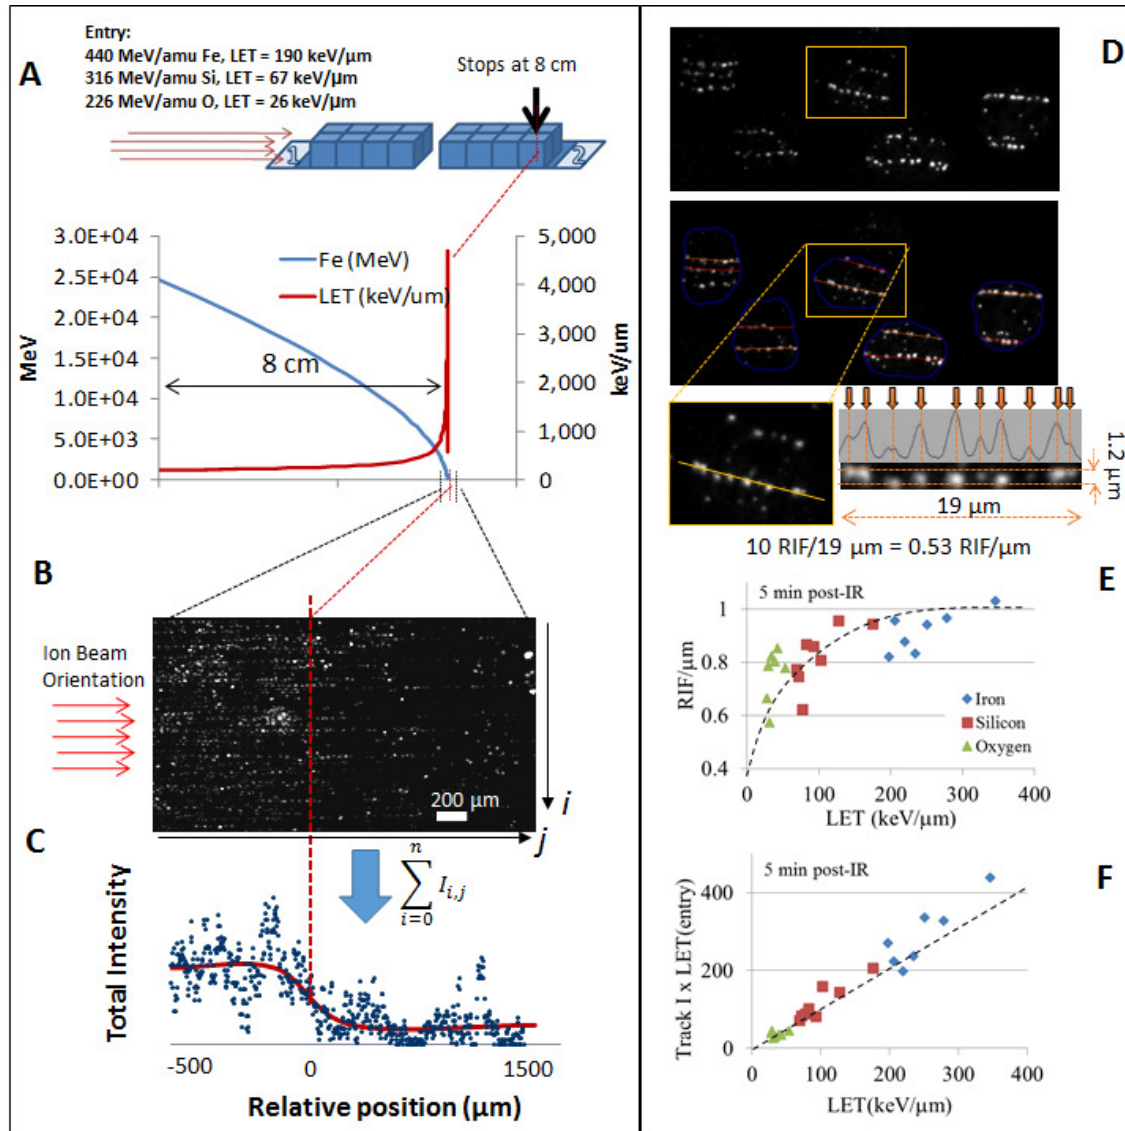 A
Entry:
440 MeV/amu Fe, LET = 190 keV/µm
316 MeV/amu Si, LET = 67 keV/µm
226 MeV/amu O, LET = 26 keV/µm
Stops at 8 cm
1
2
3.0E+04
2.5E+04
2.0E+04
1.5E+04
1.0E+04
5.0E+03
0.0E+00
MeV
Fe (MeV)
LET (keV/um)
8 cm
5,000
4,000
3,000
2,000
1,000
0
keV/um
B
Ion Beam
Orientation
200 µm
i
j
C
n
∑ I i,j
i=0
Total Intensity
-500
0
1500
Relative position (µm)
D
1.2 µm
19 µm
10 RIF/19 µm = 0.53 RIF/µm
E
5 min post-IR
1
0.8
0.6
0.4
RIF/µm
Iron
Silicon
Oxygen
0
100
200
300
400
LET (keV/µm)
F
5 min post-IR
400
200
0
Track I x LET(entry)
0
100
200
300
400
LET(keV/µm)